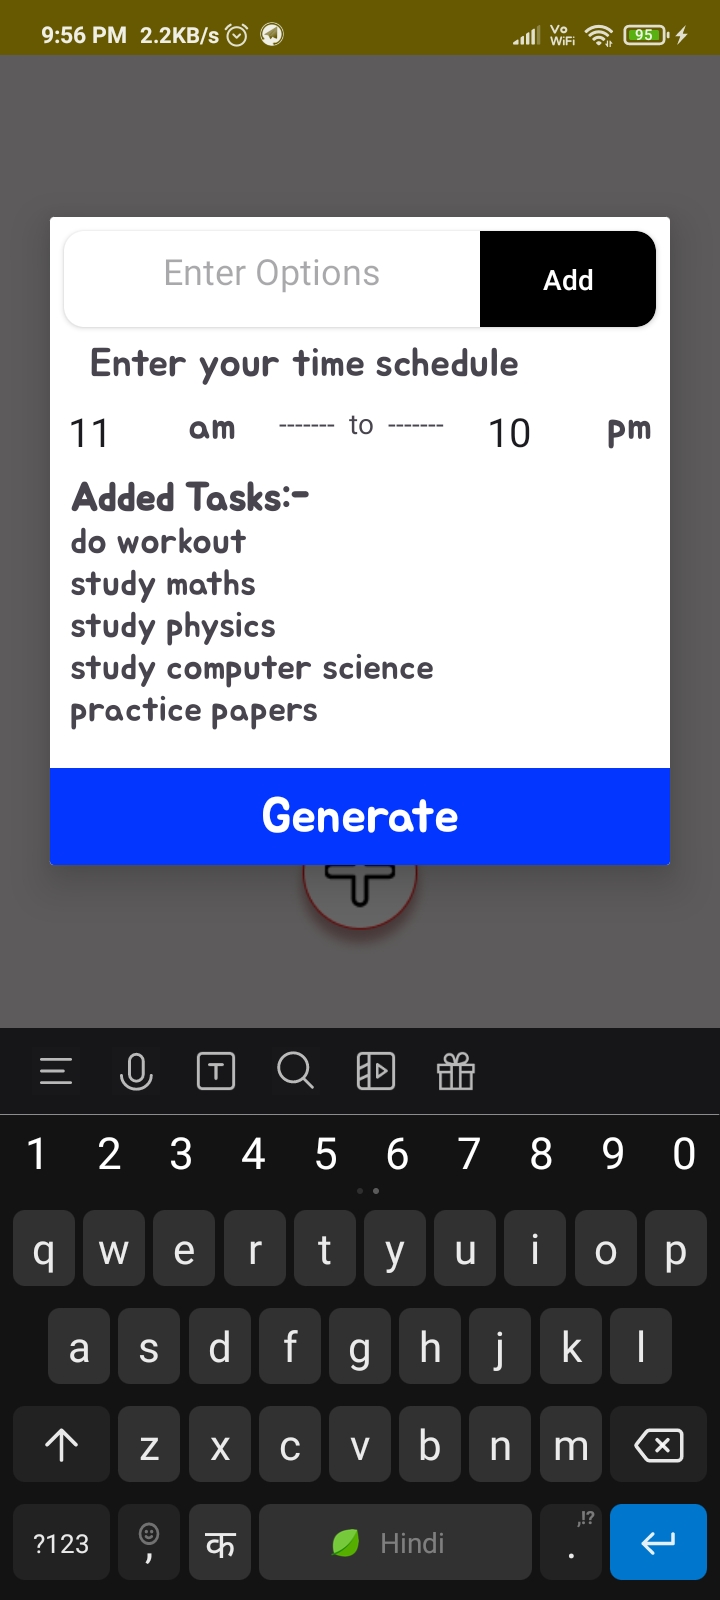 9:56 PM 2.2KB/s Vo WiFi 95
Enter Options Add
Enter your time schedule
11 am ------- to ------- 10 pm
Added Tasks:-
do workout
study maths
study physics
study computer science
practice papers
Generate
T
1 2 3 4 5 6 7 8 9 0
q w e r t y u i o p
a s d f g h j k l
z x c v b n m
?123 , क Hindi ,!? .